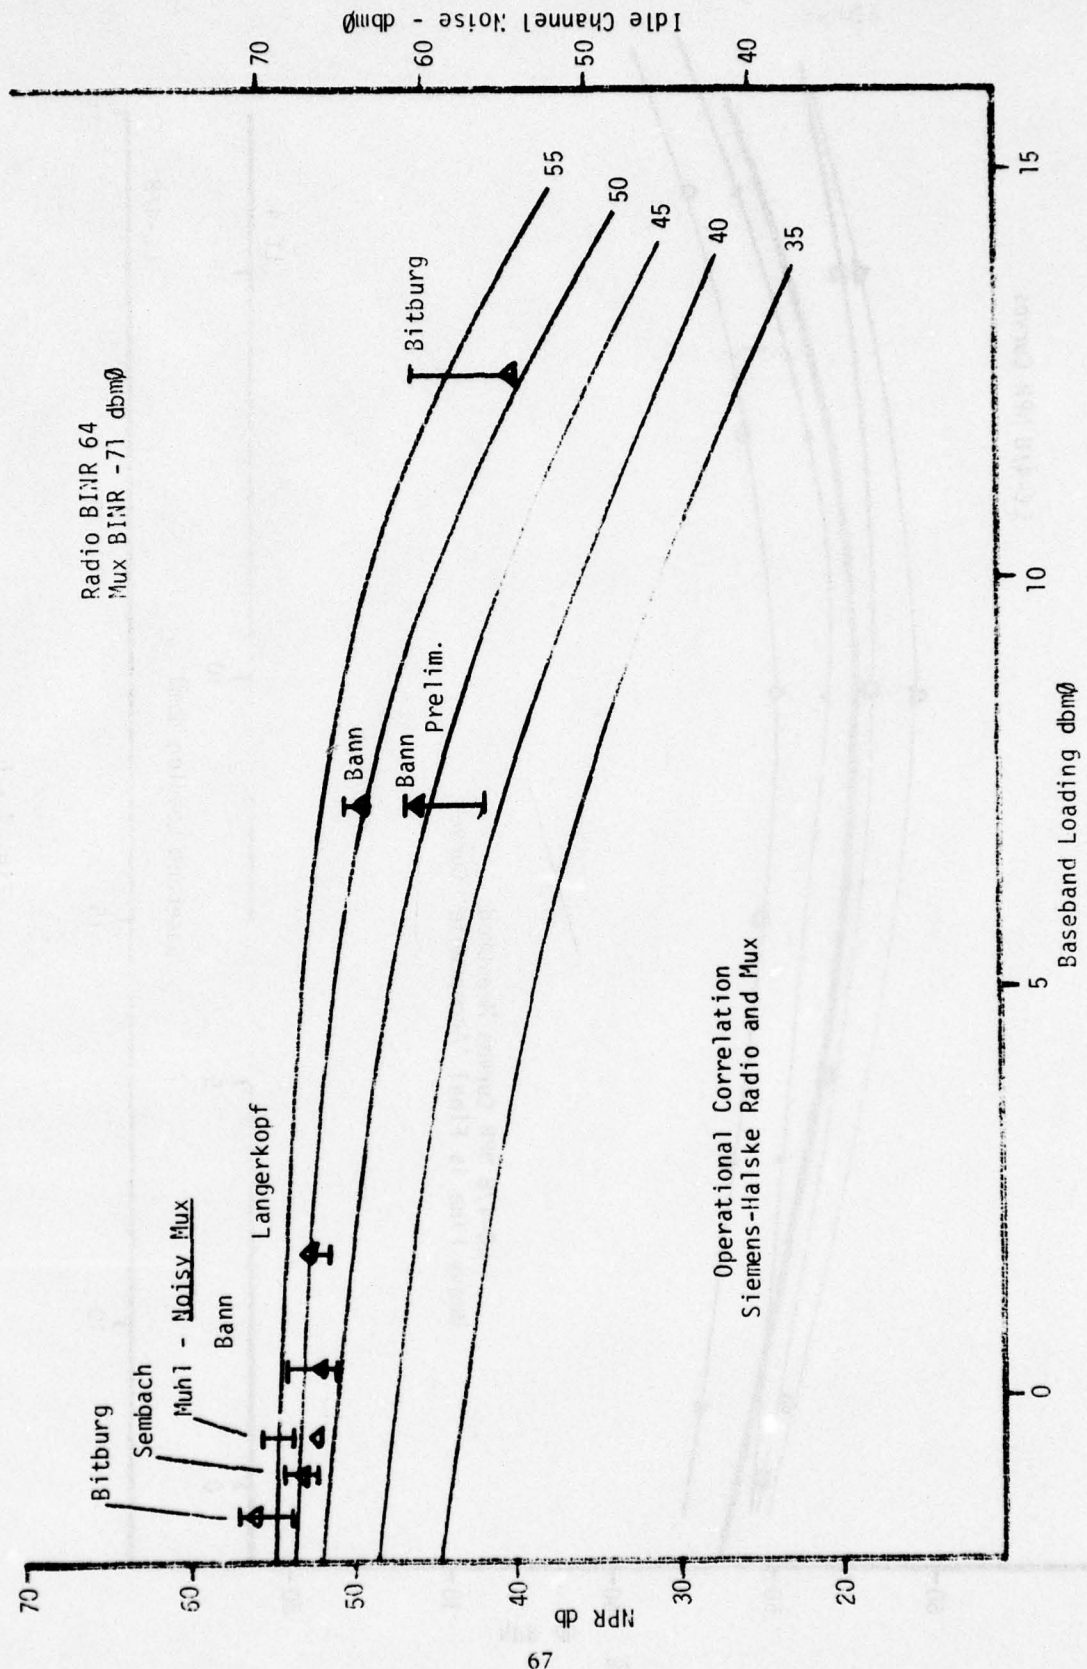 Radio BINR 64
Mux BINR -71 dbmØ
Bitburg
Sembach
Muhl - Noisy Mux
Bann
Langerkopf
Bann
Bann
Prelim.
Bitburg
55
50
45
40
35
Operational Correlation
Siemens-Halske Radio and Mux
NPR db
70
60
50
40
30
20
Idle Channel Noise - dbmØ
70
60
50
40
0
5
10
15
Baseband Loading dbmØ
67